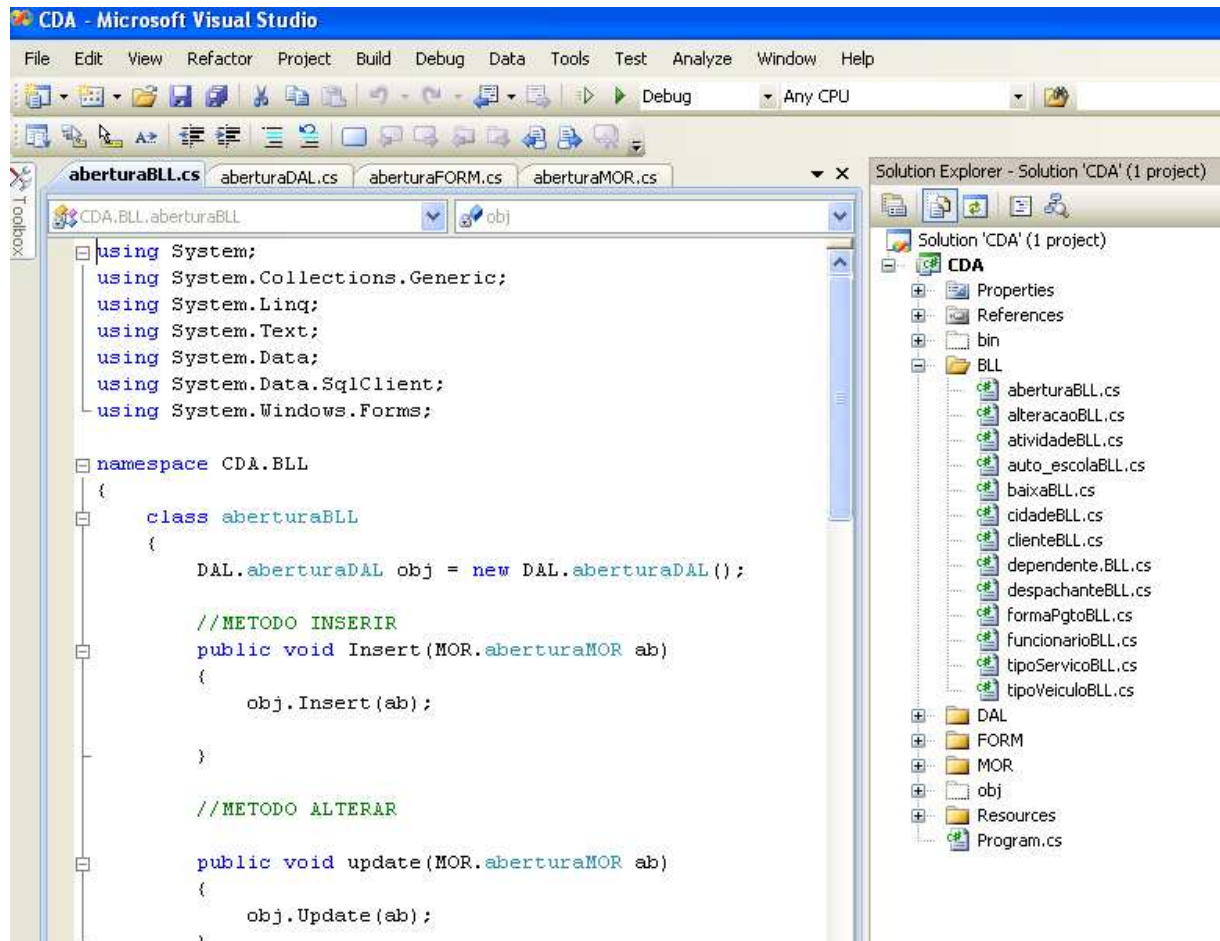 CDA - Microsoft Visual Studio
File Edit View Refactor Project Build Debug Data Tools Test Analyze Window Help
Debug Any CPU
Toolbox
aberturaBLL.cs aberturaDAL.cs aberturaFORM.cs aberturaMOR.cs
CDA.BLL.aberturaBLL obj
using System;
using System.Collections.Generic;
using System.Linq;
using System.Text;
using System.Data;
using System.Data.SqlClient;
using System.Windows.Forms;
namespace CDA.BLL
{
class aberturaBLL
{
DAL.aberturaDAL obj = new DAL.aberturaDAL();
//METODO INSERIR
public void Insert(MOR.aberturaMOR ab)
{
obj.Insert(ab);
}
//METODO ALTERAR
public void update(MOR.aberturaMOR ab)
{
obj.Update(ab);
}
Solution Explorer - Solution 'CDA' (1 project)
Solution 'CDA' (1 project)
CDA
Properties
References
bin
BLL
aberturaBLL.cs
alteracaoBLL.cs
atividadeBLL.cs
auto_escolaBLL.cs
baixaBLL.cs
cidadeBLL.cs
clienteBLL.cs
dependente.BLL.cs
despachanteBLL.cs
formaPgtoBLL.cs
funcionarioBLL.cs
tipoServicoBLL.cs
tipoVeiculoBLL.cs
DAL
FORM
MOR
obj
Resources
Program.cs